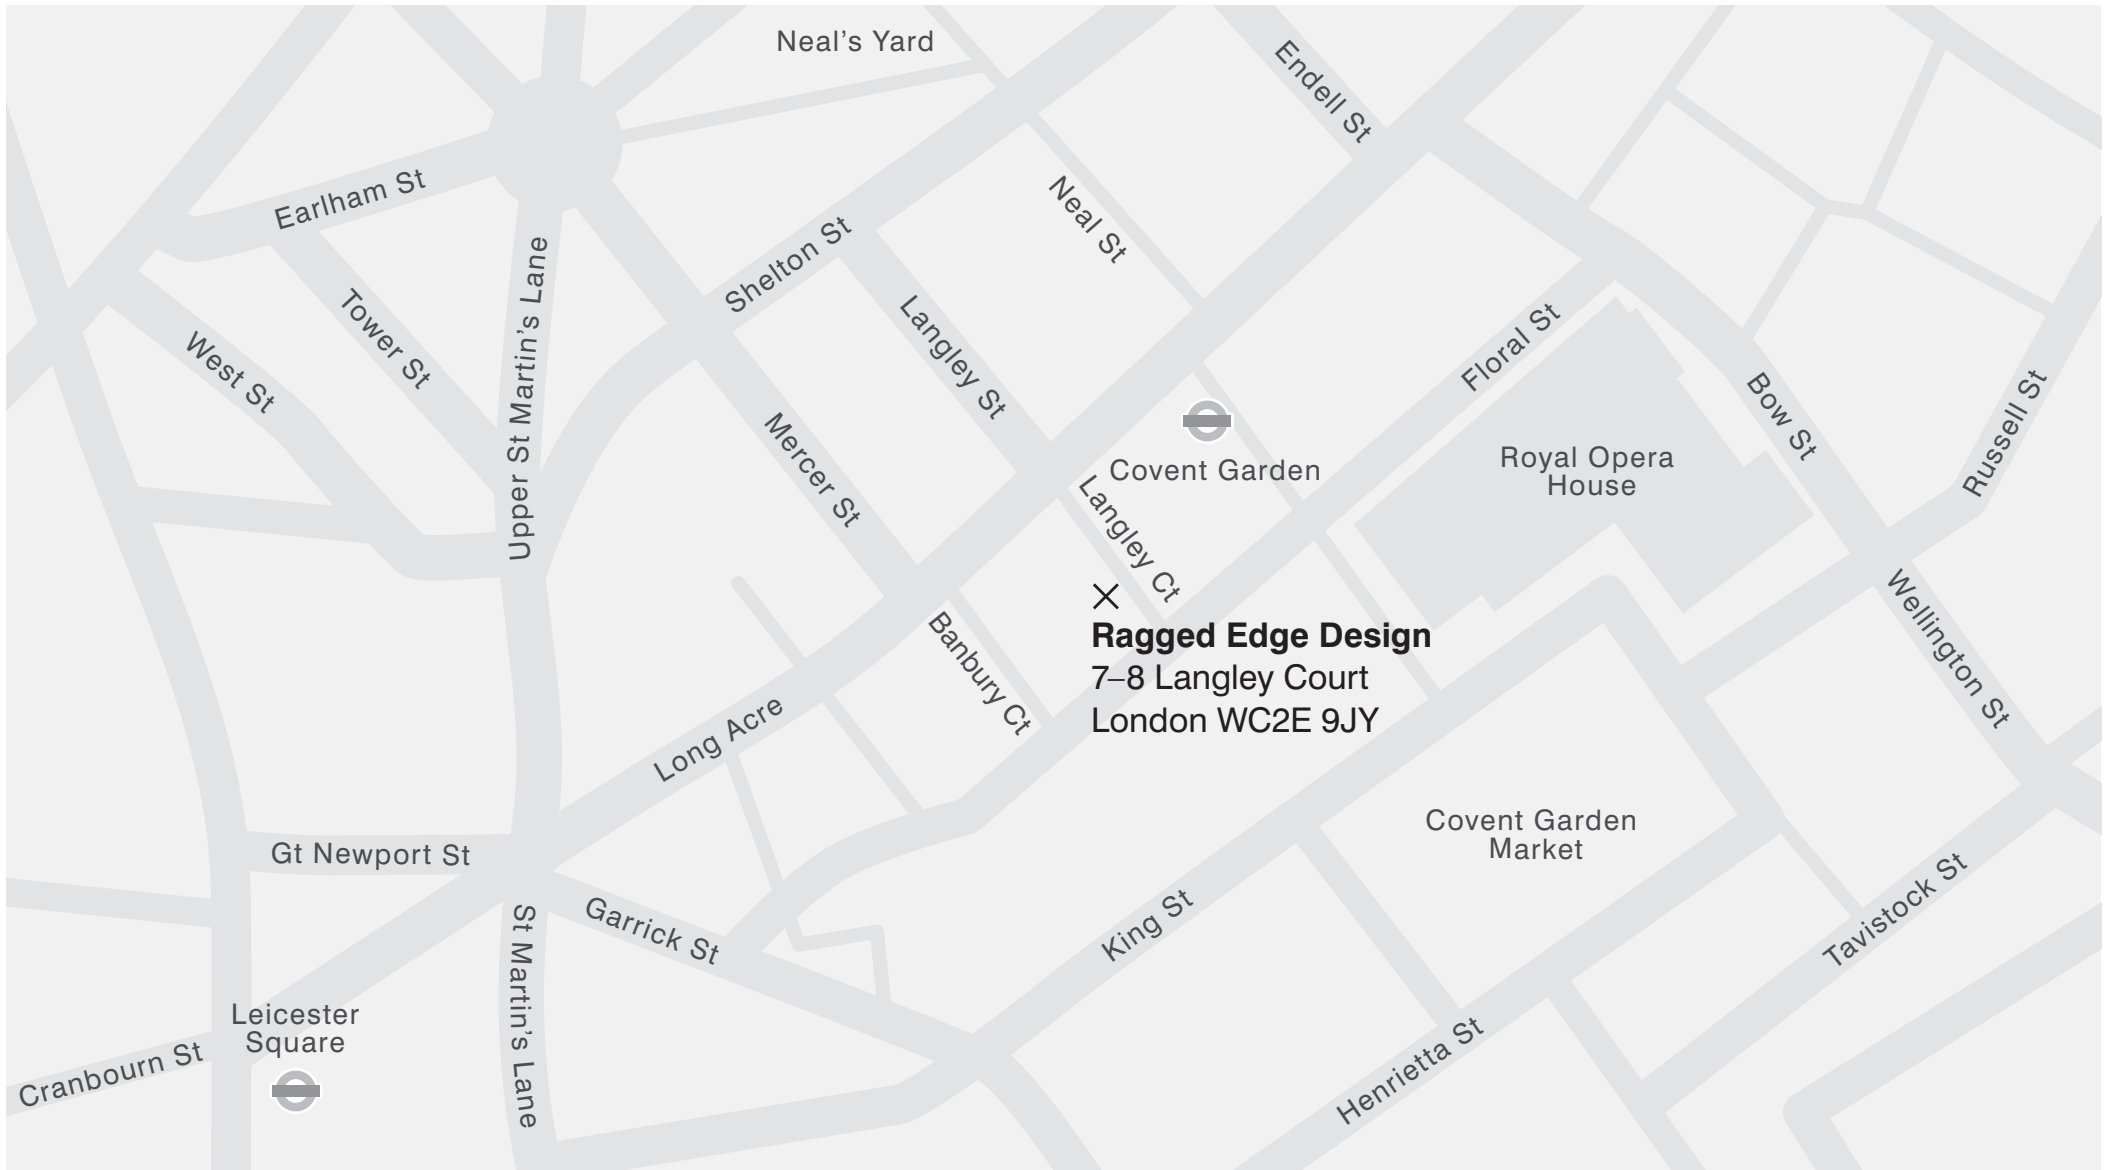 Neal’s Yard
Endell St
Earlham St
Neal St
Shelton St
Upper St Martin’s Lane
Tower St
West St
Langley St
Floral St
Mercer St
Covent Garden
Royal Opera
House
Bow St
Russell St
Langley Ct
Ragged Edge Design
7–8 Langley Court
London WC2E 9JY
Banbury Ct
Wellington St
Long Acre
Gt Newport St
Covent Garden
Market
Garrick St
King St
Tavistock St
St Martin’s Lane
Leicester
Square
Cranbourn St
Henrietta St